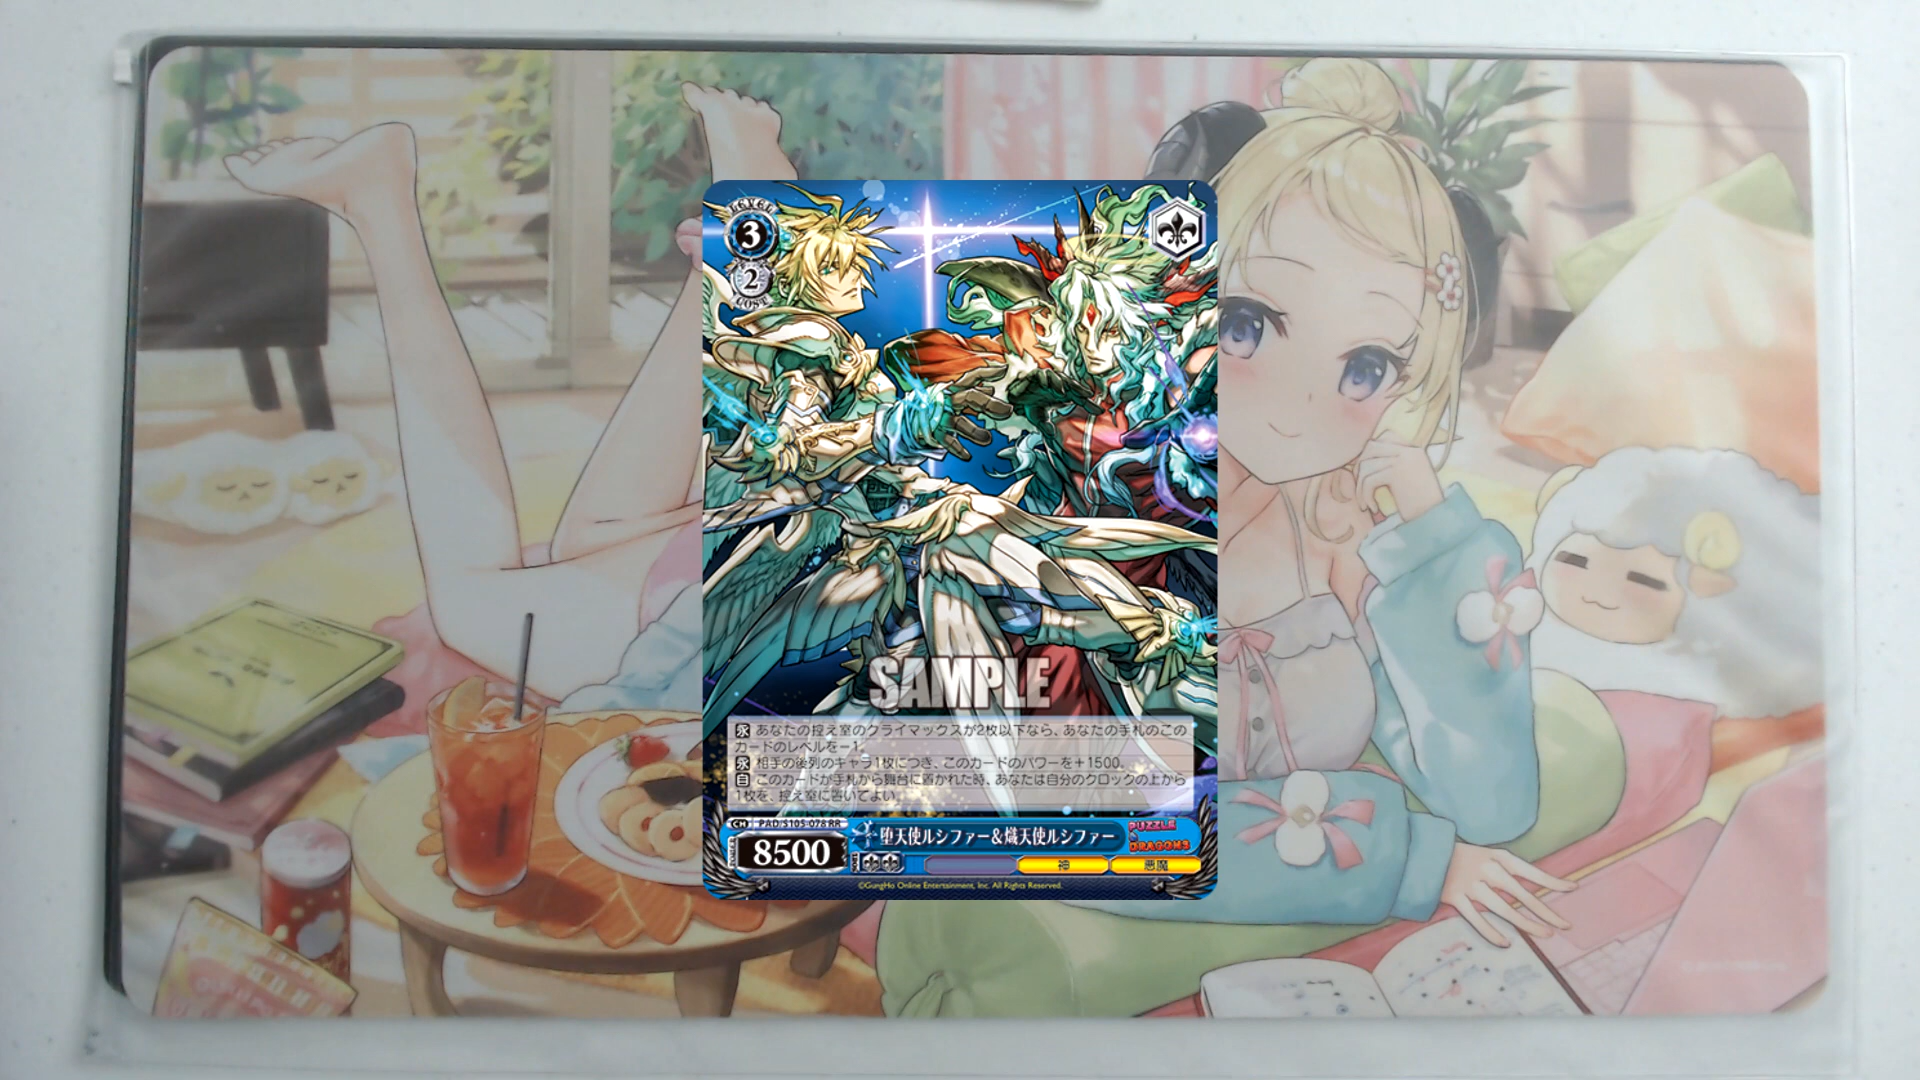 LEVEL
3
2
COST
SAMPLE
永 あなたの控え室のクライマックスが2枚以下なら、あなたの手札のこの
カードのレベルを－1。
永 相手の後列のキャラ1枚につき、このカードのパワーを＋1500。
自 このカードが手札から舞台に置かれた時、あなたは自分のクロックの上から
1枚を、控え室に置いてよい。
CH PAD/S105-078 RR
POWER 8500
SOUL
堕天使ルシファー＆熾天使ルシファー
PUZZLE & DRAGONS
神 悪魔
©GungHo Online Entertainment, Inc. All Rights Reserved.